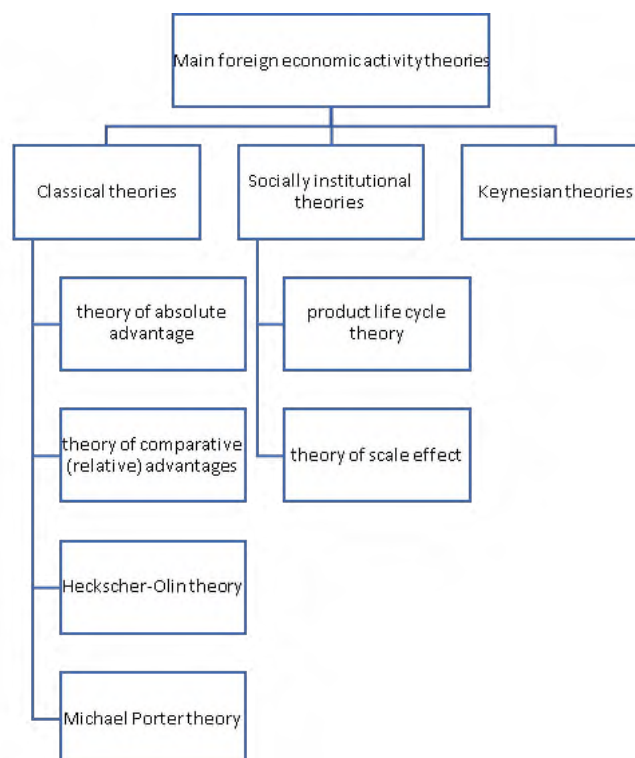 Main foreign economic activity theories
Classical theories
Socially institutional
theories
Keynesian theories
theory of absolute
advantage
product life cycle
theory
theory of comparative
(relative) advantages
theory of scale effect
Heckscher-Olin theory
Michael Porter theory